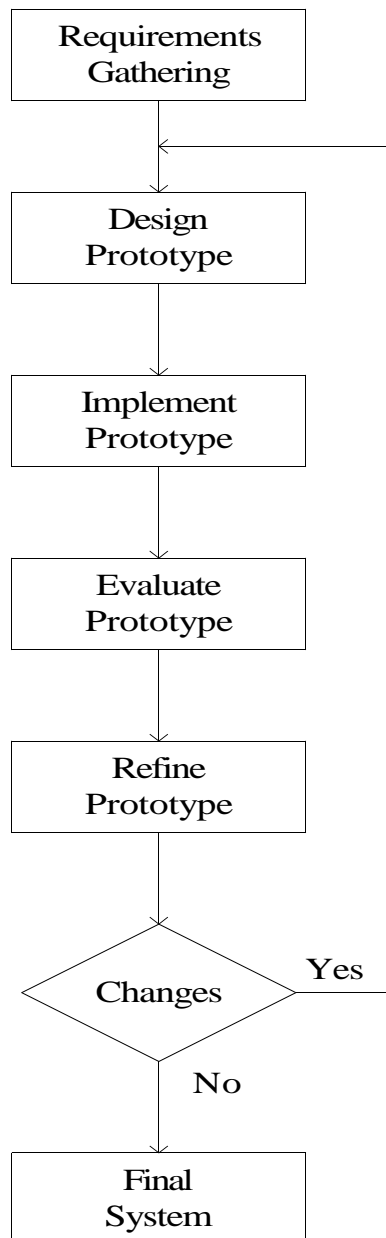 Requirements
Gathering
Design
Prototype
Implement
Prototype
Evaluate
Prototype
Refine
Prototype
Changes
Yes
No
Final
System